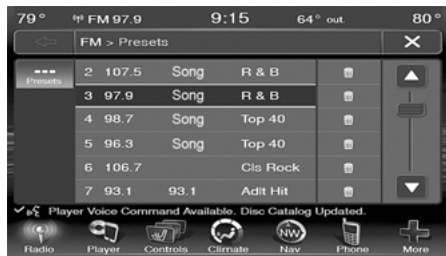 79° FM 97.9 9:15 64° out. 80°
FM > Presets
Presets
2 107.5 Song R & B
3 97.9 Song R & B
4 98.7 Song Top 40
5 96.3 Song Top 40
6 106.7 Cls Rock
7 93.1 93.1 Adlt Hit
Player Voice Command Available. Disc Catalog Updated.
Radio Player Controls Climate NW Nav Phone More